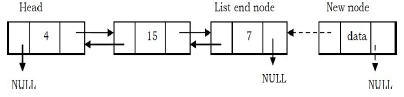 Head List end node New node
4 15 7 data
NULL NULL NULL